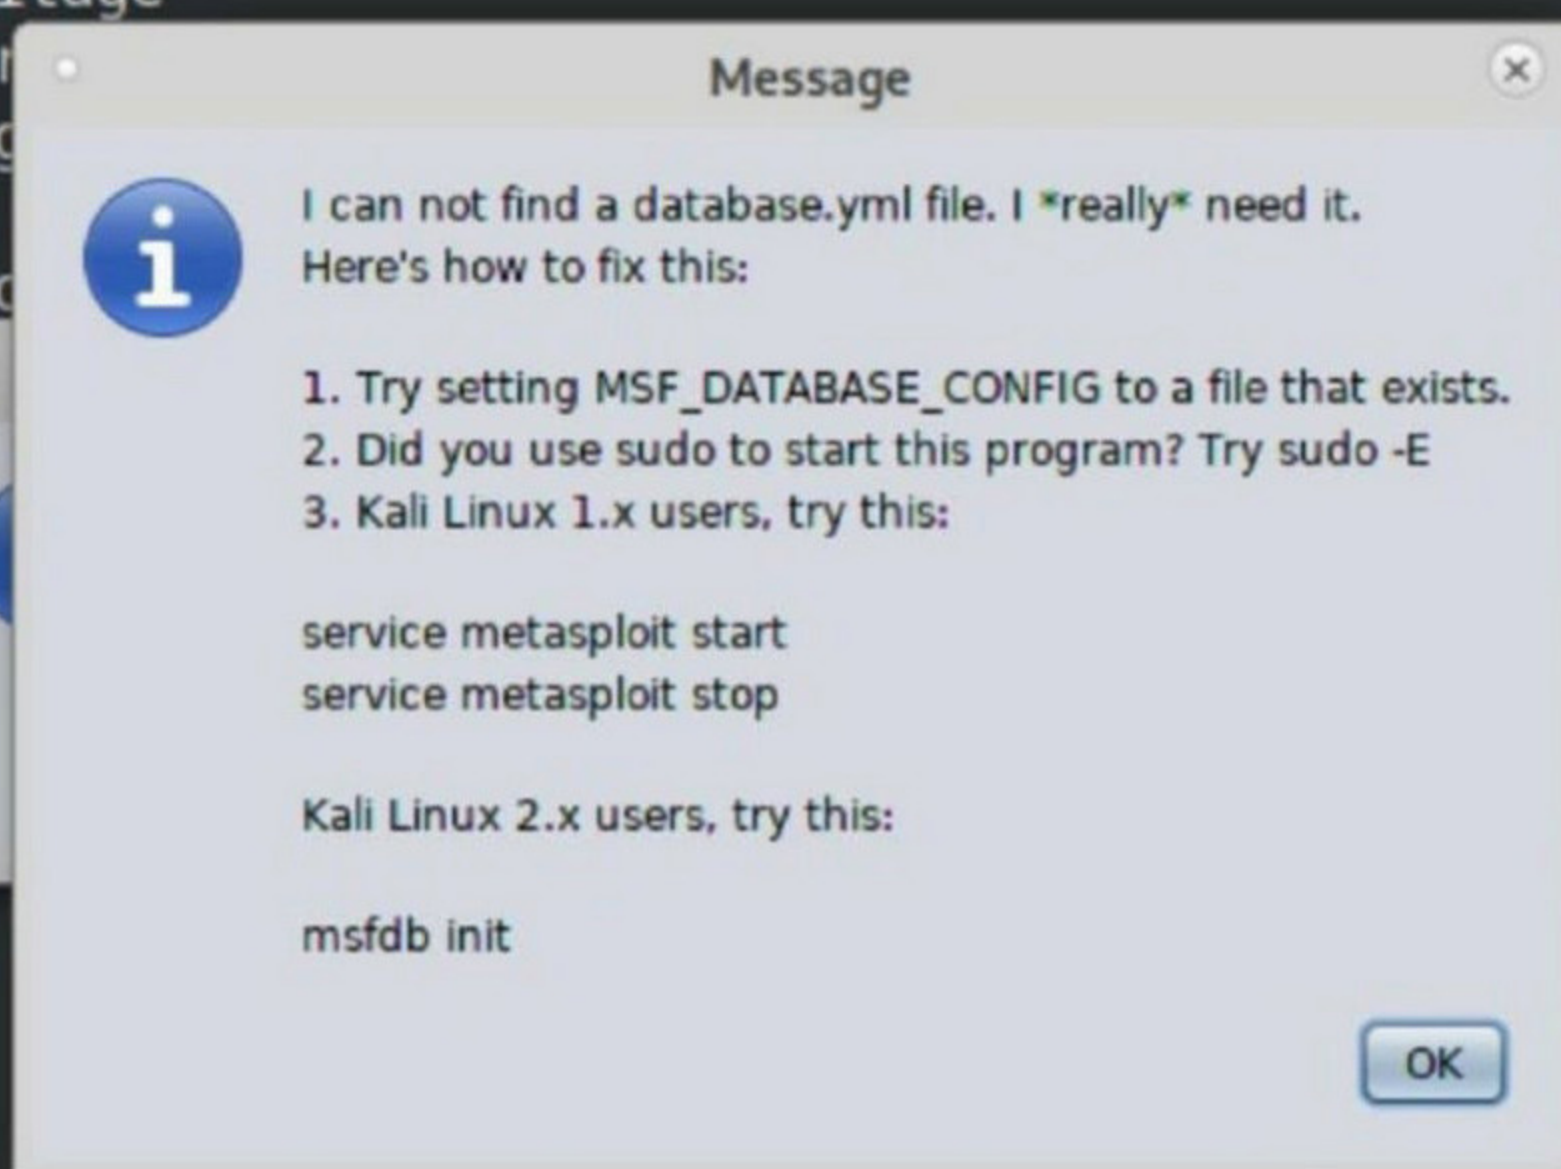 Message
I can not find a database.yml file. I *really* need it.
Here's how to fix this:
1. Try setting MSF_DATABASE_CONFIG to a file that exists.
2. Did you use sudo to start this program? Try sudo -E
3. Kali Linux 1.x users, try this:
service metasploit start
service metasploit stop
Kali Linux 2.x users, try this:
msfdb init
OK